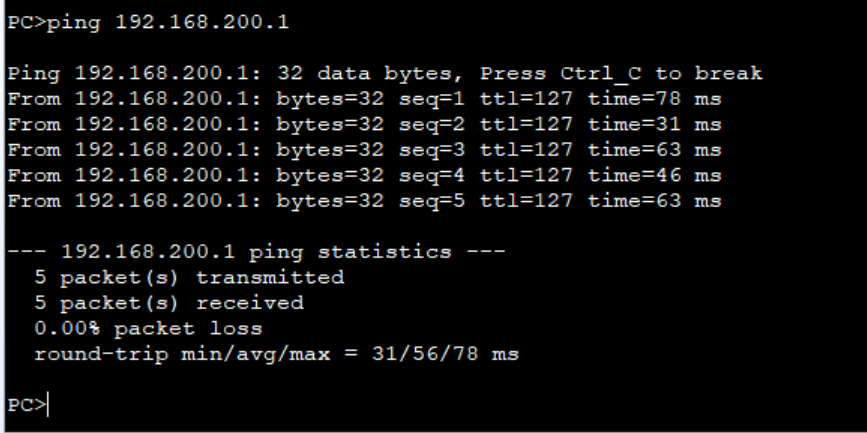 PC>ping 192.168.200.1
Ping 192.168.200.1: 32 data bytes, Press Ctrl_C to break
From 192.168.200.1: bytes=32 seq=1 ttl=127 time=78 ms
From 192.168.200.1: bytes=32 seq=2 ttl=127 time=31 ms
From 192.168.200.1: bytes=32 seq=3 ttl=127 time=63 ms
From 192.168.200.1: bytes=32 seq=4 ttl=127 time=46 ms
From 192.168.200.1: bytes=32 seq=5 ttl=127 time=63 ms
--- 192.168.200.1 ping statistics ---
5 packet(s) transmitted
5 packet(s) received
0.00% packet loss
round-trip min/avg/max = 31/56/78 ms
PC>